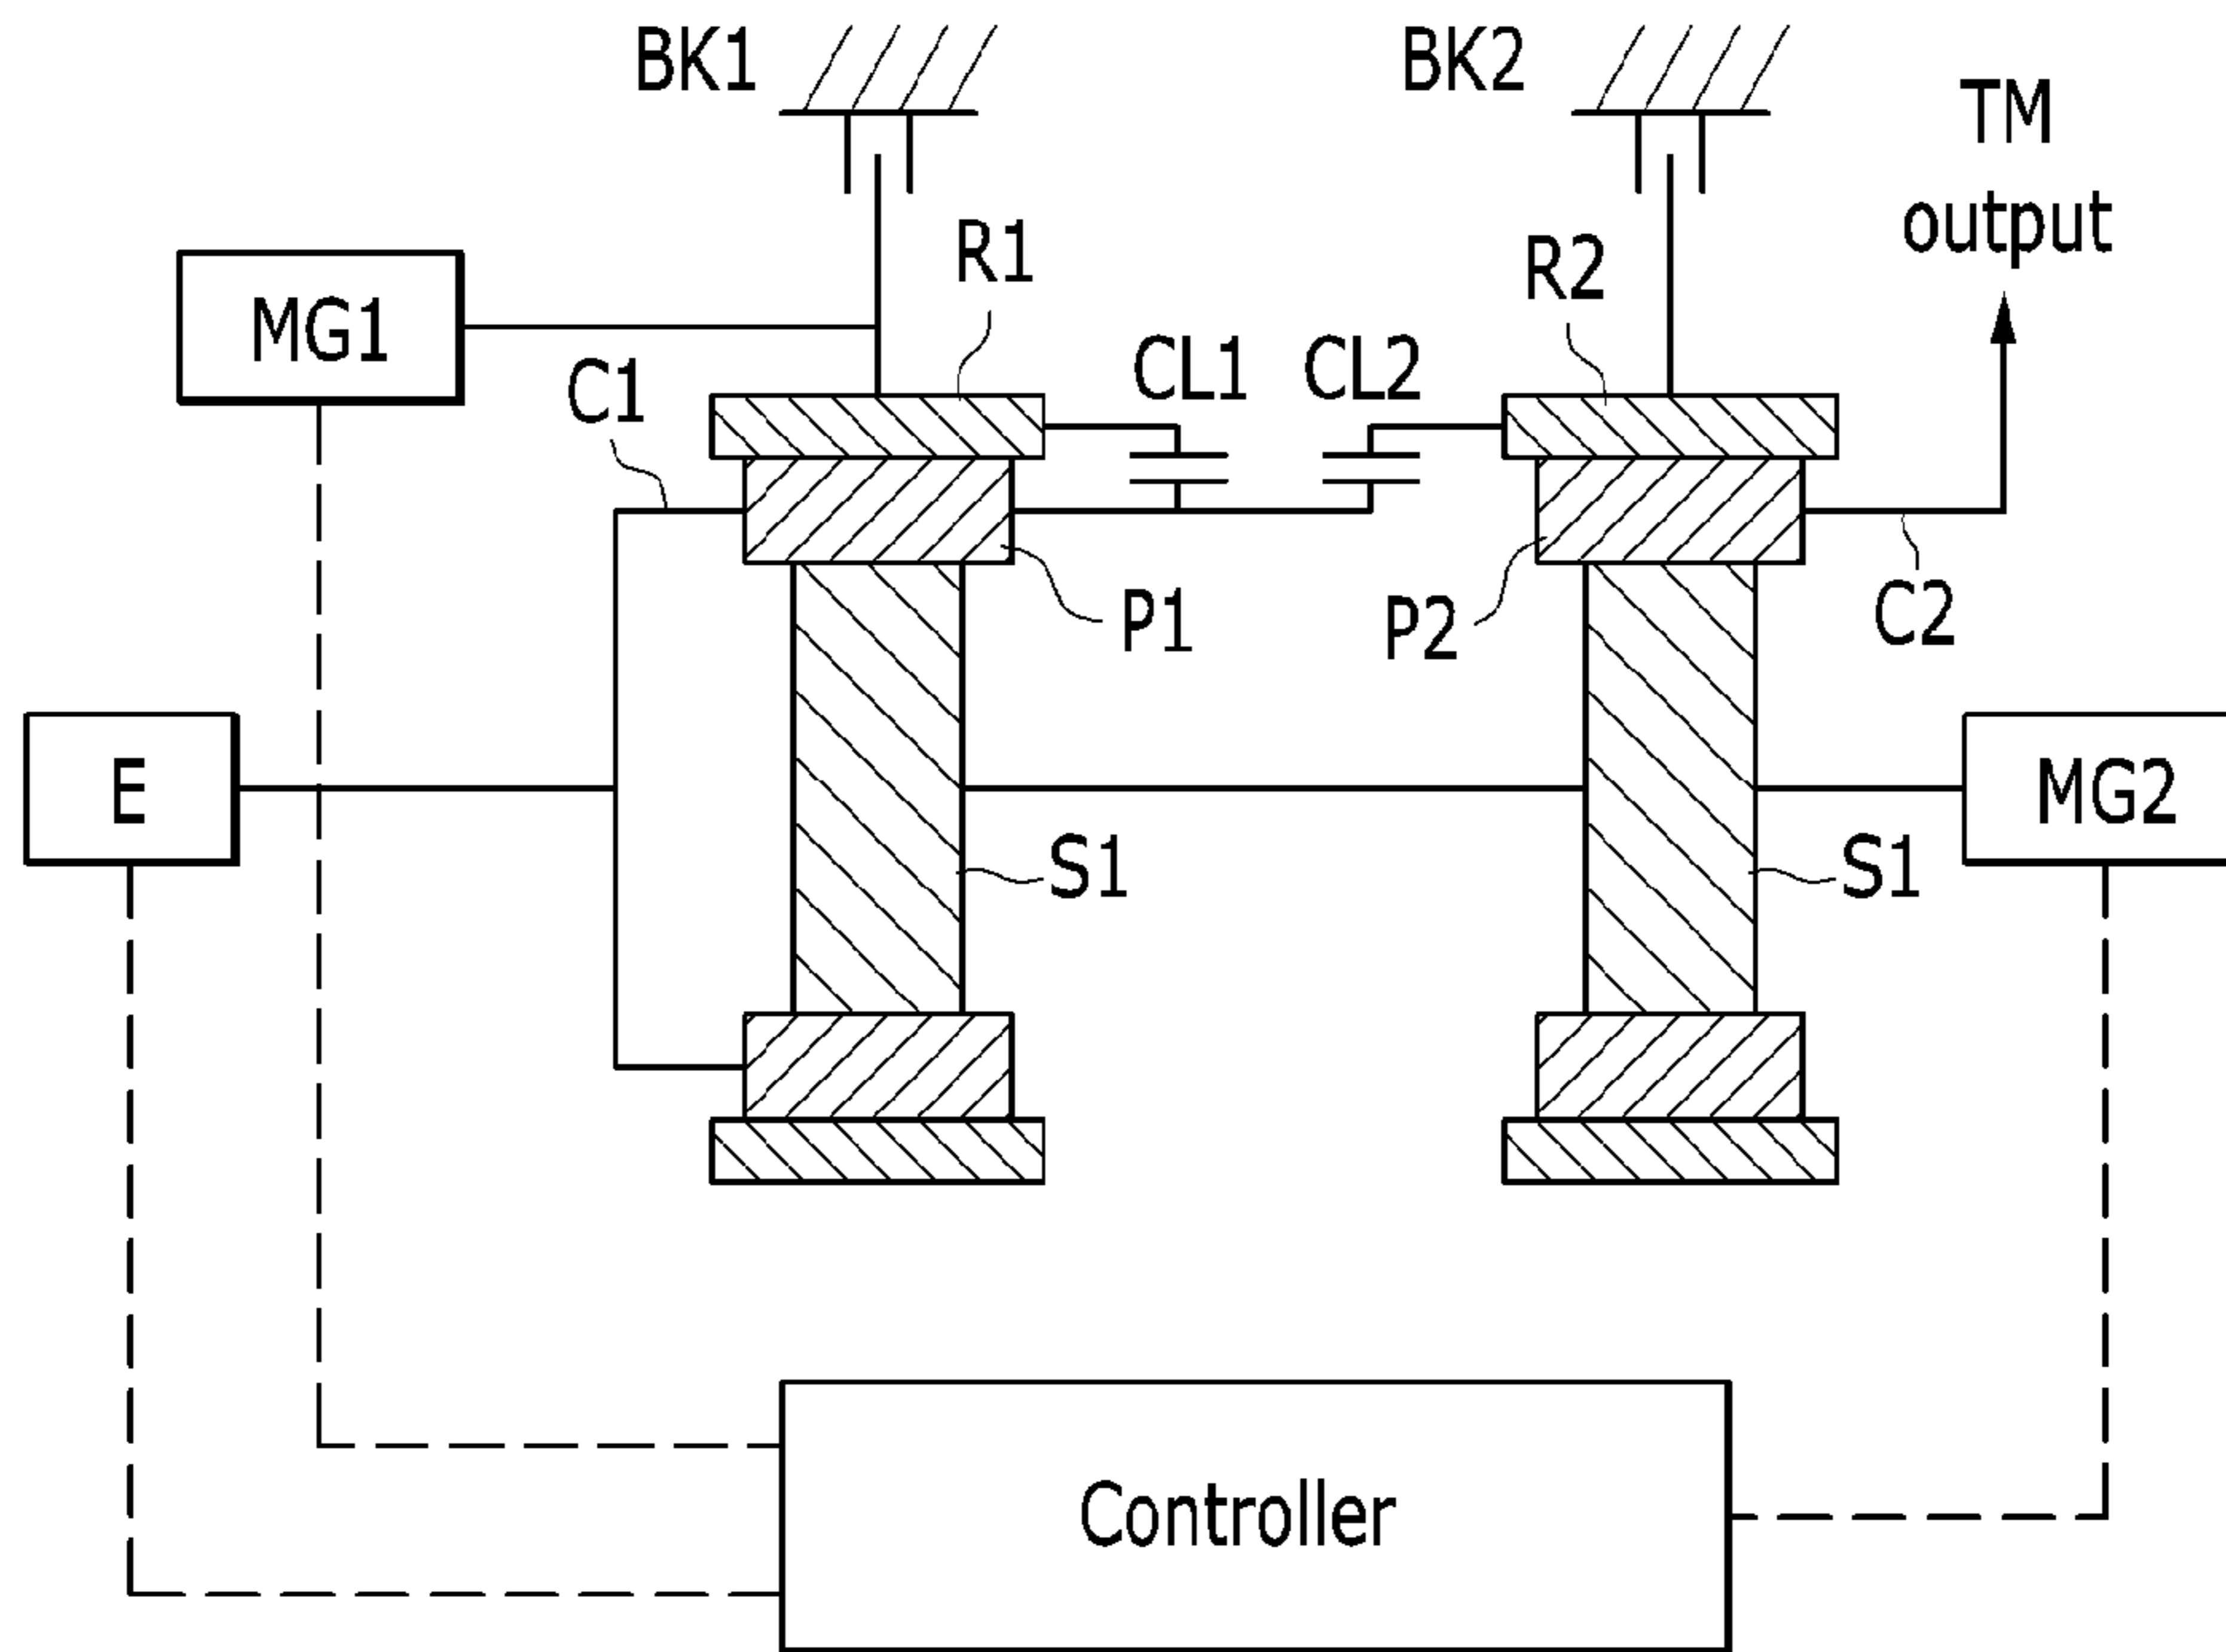 BK1
BK2
TM
output
R1
R2
MG1
CL1
CL2
C1
P1
P2
C2
E
MG2
S1
S1
Controller